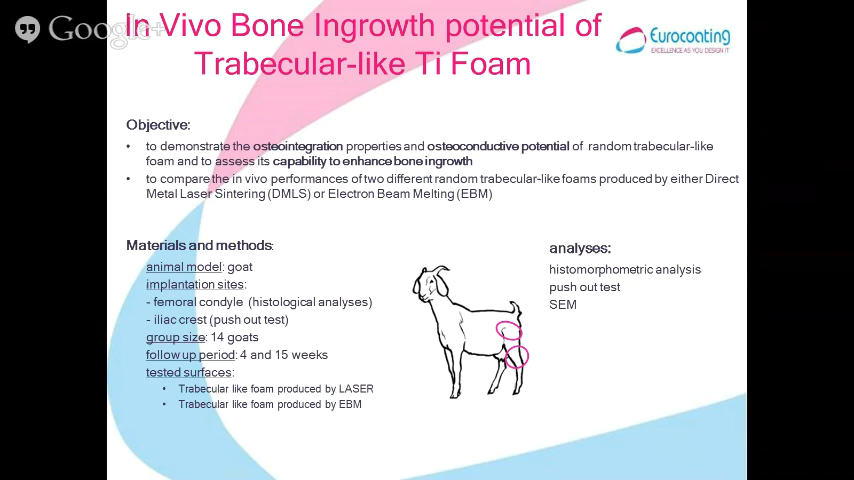 In Vivo Bone Ingrowth potential of
Trabecular-like Ti Foam
Google+
Eurocoating
EXCELLENCE AS YOU DESIGN IT
Objective:
• to demonstrate the osteointegration properties and osteoconductive potential of random trabecular-like
foam and to assess its capability to enhance bone ingrowth
• to compare the in vivo performances of two different random trabecular-like foams produced by either Direct
Metal Laser Sintering (DMLS) or Electron Beam Melting (EBM)
Materials and methods:
animal model: goat
implantation sites:
- femoral condyle (histological analyses)
- iliac crest (push out test)
group size: 14 goats
follow up period: 4 and 15 weeks
tested surfaces:
• Trabecular like foam produced by LASER
• Trabecular like foam produced by EBM
analyses:
histomorphometric analysis
push out test
SEM